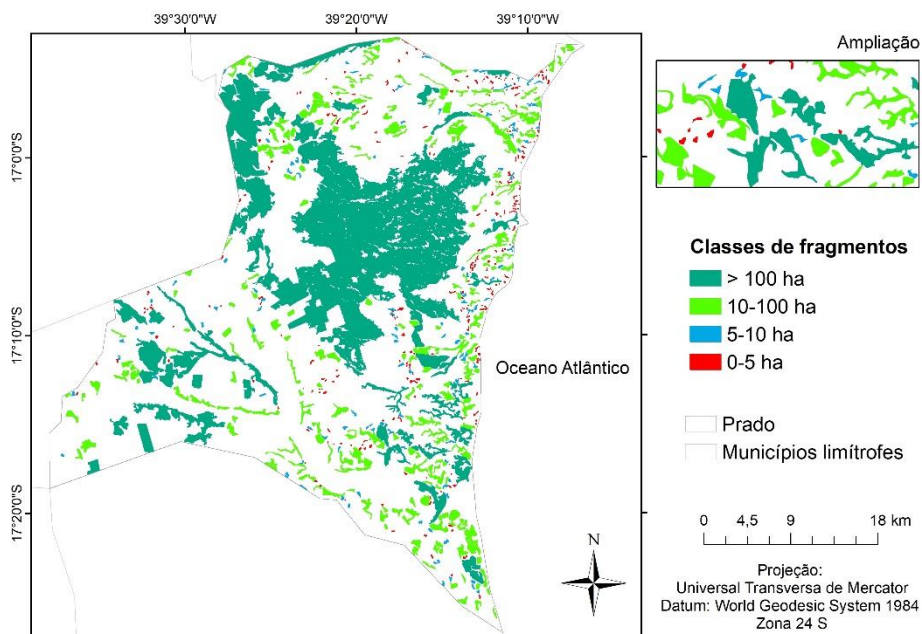 39°30'0"W
39°20'0"W
39°10'0"W
Ampliação
17°0'0"S
17°10'0"S
17°20'0"S
Oceano Atlântico
Classes de fragmentos
> 100 ha
10-100 ha
5-10 ha
0-5 ha
Prado
Municípios limítrofes
N
0 4,5 9 18 km
Projeção:
Universal Transversa de Mercator
Datum: World Geodesic System 1984
Zona 24 S